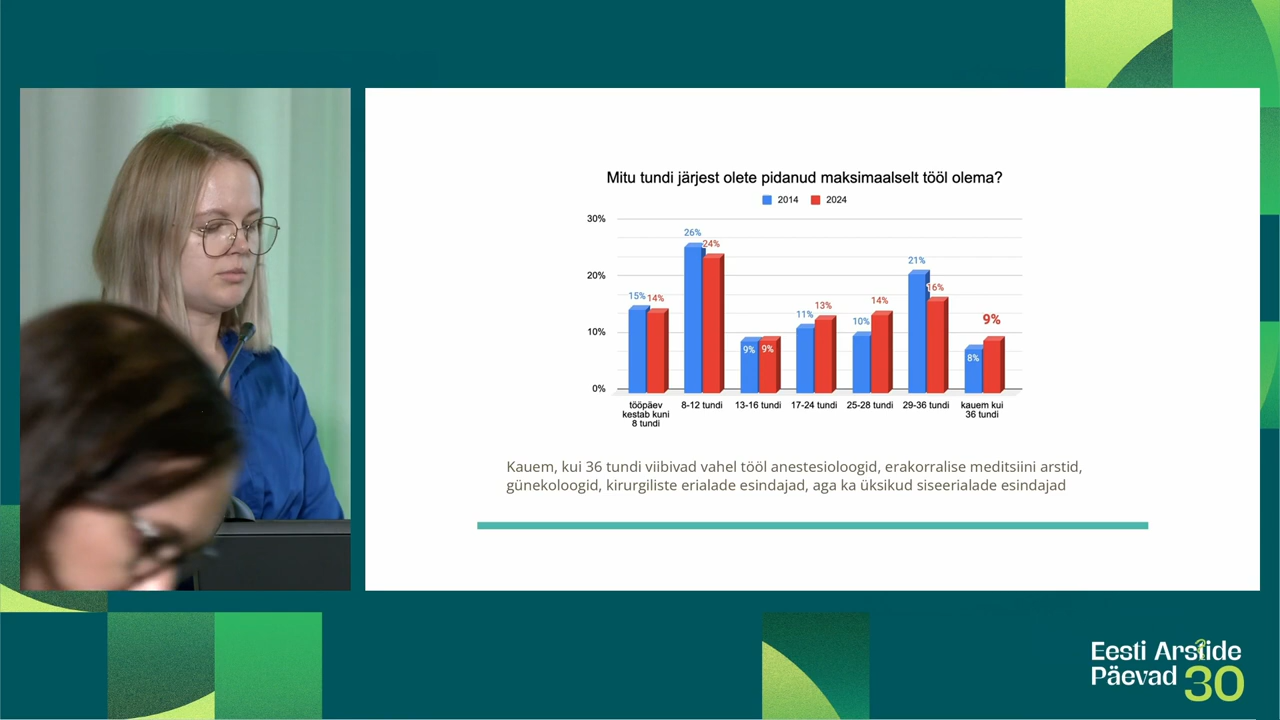 Mitu tundi järjest olete pidanud maksimaalselt tööl olema?
2014 2024
30%
20%
10%
0%
15% 14%
26% 24%
9% 9%
11% 13%
10% 14%
21% 16%
8% 9%
tööpäev
kestab kuni
8 tundi
8-12 tundi
13-16 tundi
17-24 tundi
25-28 tundi
29-36 tundi
kauem kui
36 tundi
Kauem, kui 36 tundi viibivad vahel tööl anestesioloogid, erakorralise meditsiini arstid,
günekoloogid, kirurgiliste erialade esindajad, aga ka üksikud siseerialade esindajad
Eesti Arstide
Päevad 30